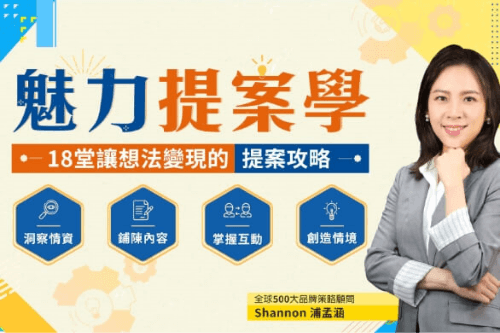 魅力提案學
18堂讓想法變現的 提案攻略
洞察情資
鋪陳內容
掌握互動
創造情境
全球500大品牌策略顧問
Shannon 浦孟涵